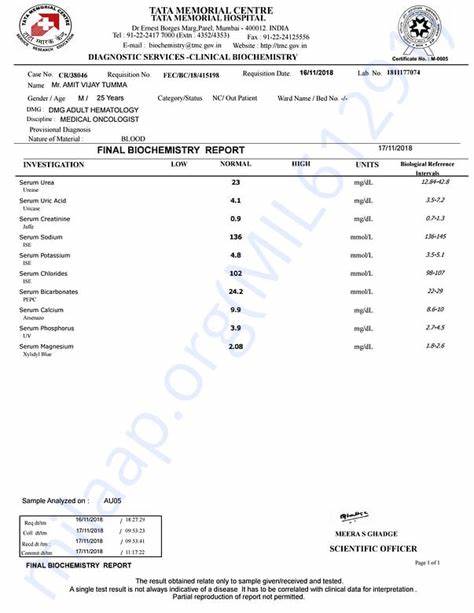 TATA MEMORIAL CENTRE
TATA MEMORIAL HOSPITAL
Dr Ernest Borges Marg,Parel, Mumbai - 400012. INDIA
Tel : 91-22-2417 7000 (Extn : 4352/4353) Fax : 91-22-24125556
E-mail : biochemistry@tmc.gov.in Website : http://tmc.gov.in
Certificate No. : M-0005
DIAGNOSTIC SERVICES -CLINICAL BIOCHEMISTRY
Case No. CR/38046 Requisition No. FEC/BC/18/415198 Requisition Date. 16/11/2018 Lab No. 1811177074
Name Mr. AMIT VIJAY TUMMA
Gender / Age M / 25 Years Category/Status NC/ Out Patient Ward Name / Bed No -/-
DMG : DMG ADULT HEMATOLOGY
Discipline : MEDICAL ONCOLOGIST
Provisional Diagnosis
Nature of Material : BLOOD
FINAL BIOCHEMISTRY REPORT 17/11/2018
INVESTIGATION LOW NORMAL HIGH UNITS Biological Reference Intervals
Serum Urea 23 mg/dL 12.84-42.8
Urease
Serum Uric Acid 4.1 mg/dL 3.5-7.2
Uricase
Serum Creatinine 0.9 mg/dL 0.7-1.3
Jaffe
Serum Sodium 136 mmol/L 136-145
ISE
Serum Potassium 4.8 mmol/L 3.5-5.1
ISE
Serum Chlorides 102 mmol/L 98-107
ISE
Serum Bicarbonates 24.2 mmol/L 22-29
PEPC
Serum Calcium 9.9 mg/dL 8.6-10
Arsenazo
Serum Phosphorus 3.9 mg/dL 2.7-4.5
UV
Serum Magnesium 2.08 mg/dL 1.8-2.6
Xylidyl Blue
Sample Analyzed on : AU05
Req dt/tm 16/11/2018 / 18:27:29
Coll dt/tm 17/11/2018 / 09:53:23
Recd dt/tm : 17/11/2018 / 09:53:41
Commit dt/tm 17/11/2018 / 11:17:22
MEERA S GHADGE
SCIENTIFIC OFFICER
FINAL BIOCHEMISTRY REPORT
Page 1 of 1
The result obtained relate only to sample given/received and tested.
A single test result is not always indicative of a disease. It has to be correlated with clinical data for interpretation .
Partial reproduction of report not permitted.